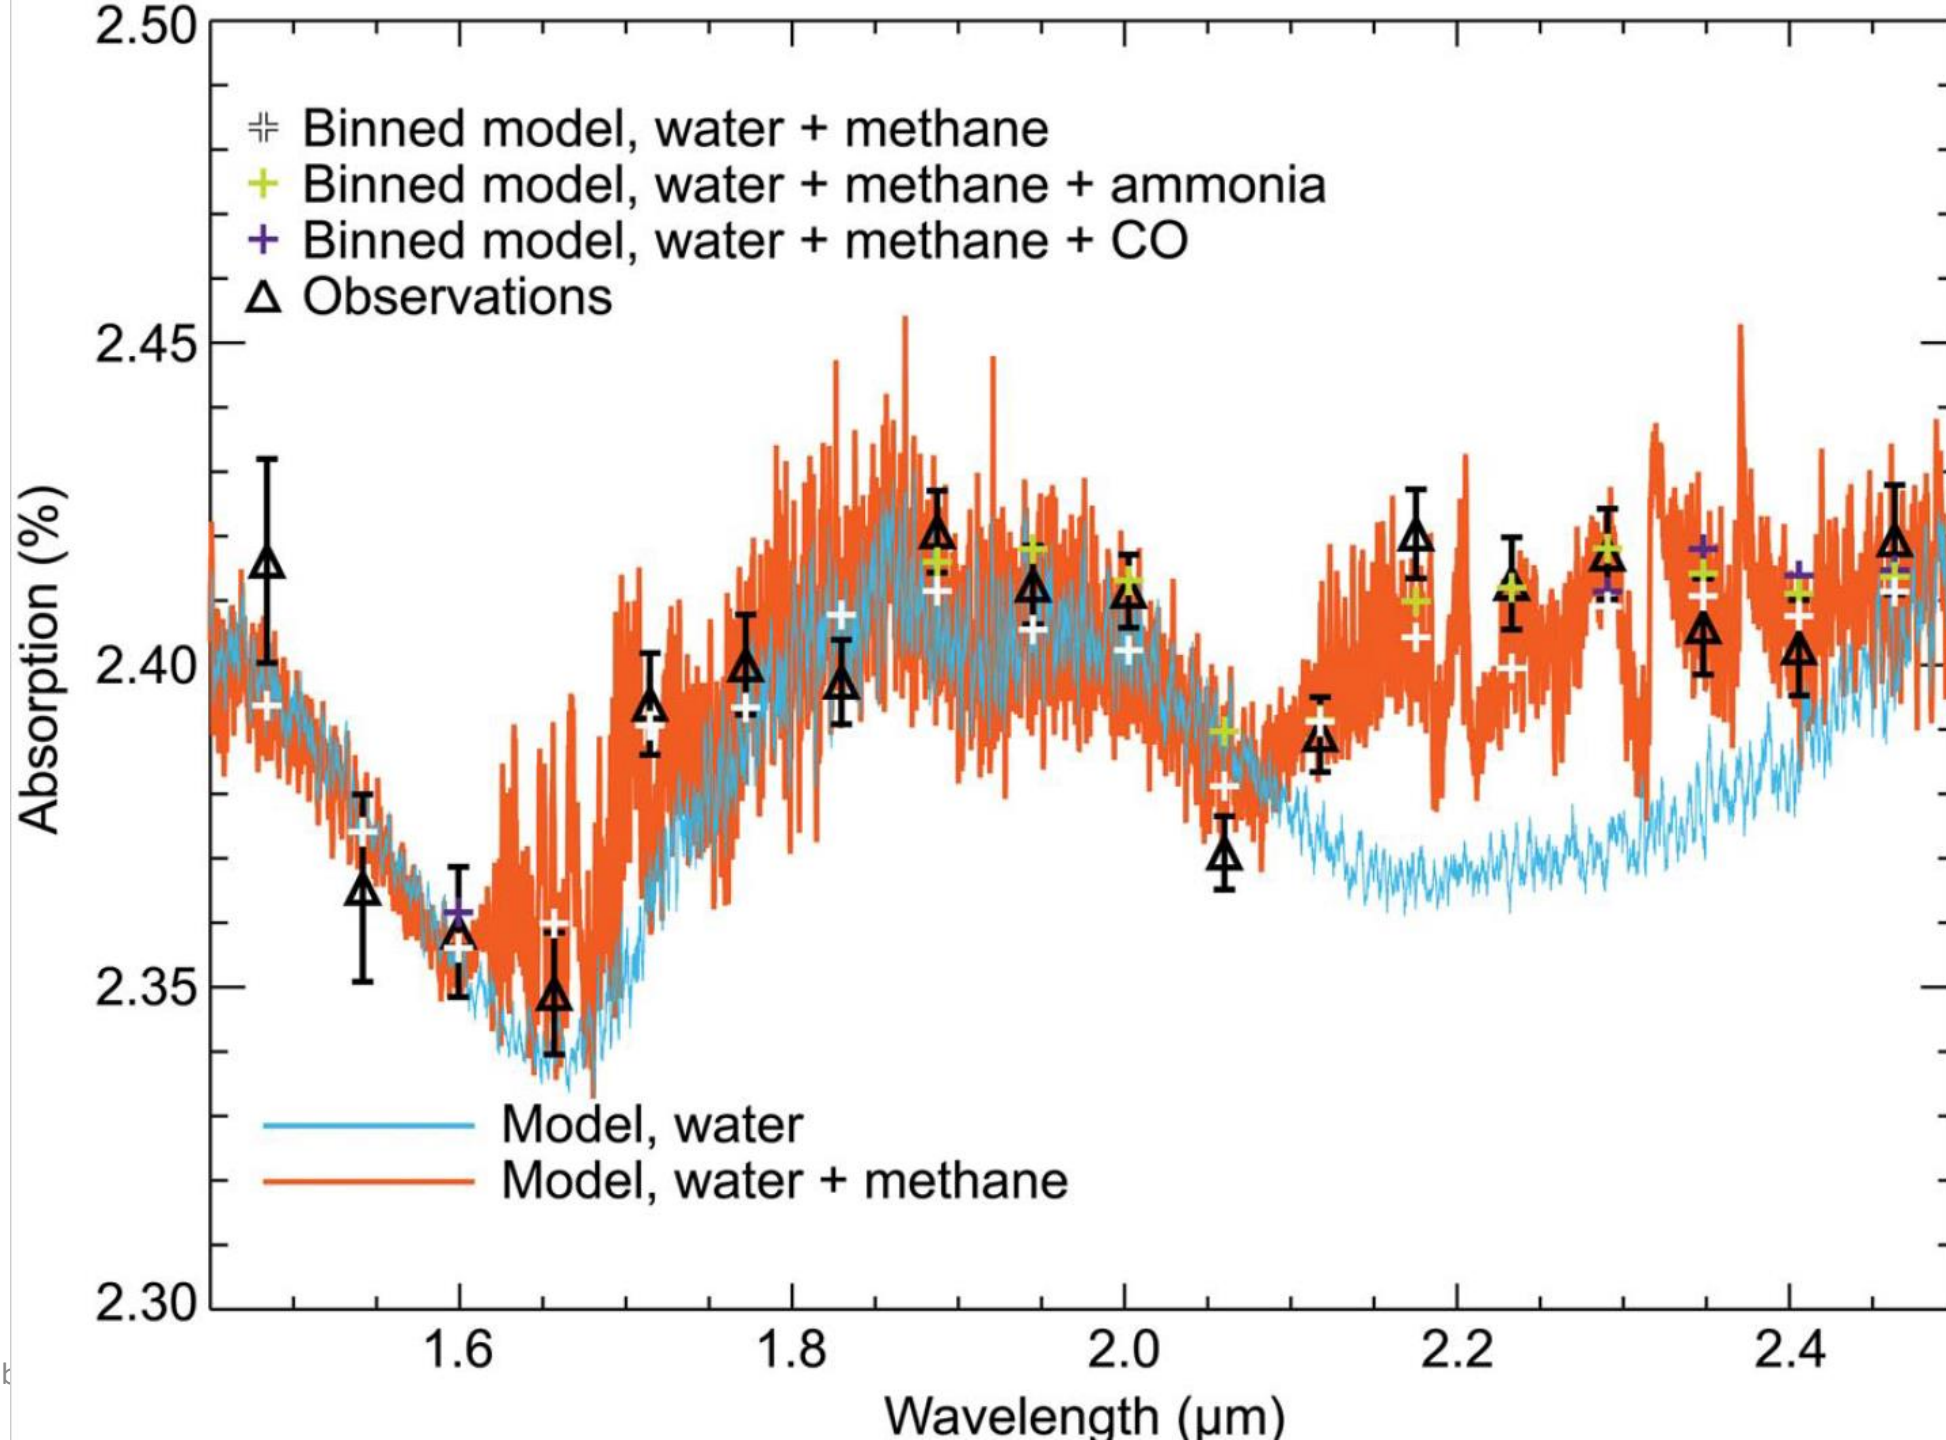 2.50
Binned model, water + methane
Binned model, water + methane + ammonia
Binned model, water + methane + CO
Observations
2.45
2.40
2.35
2.30
Absorption (%)
Model, water
Model, water + methane
1.6 1.8 2.0 2.2 2.4
Wavelength (µm)